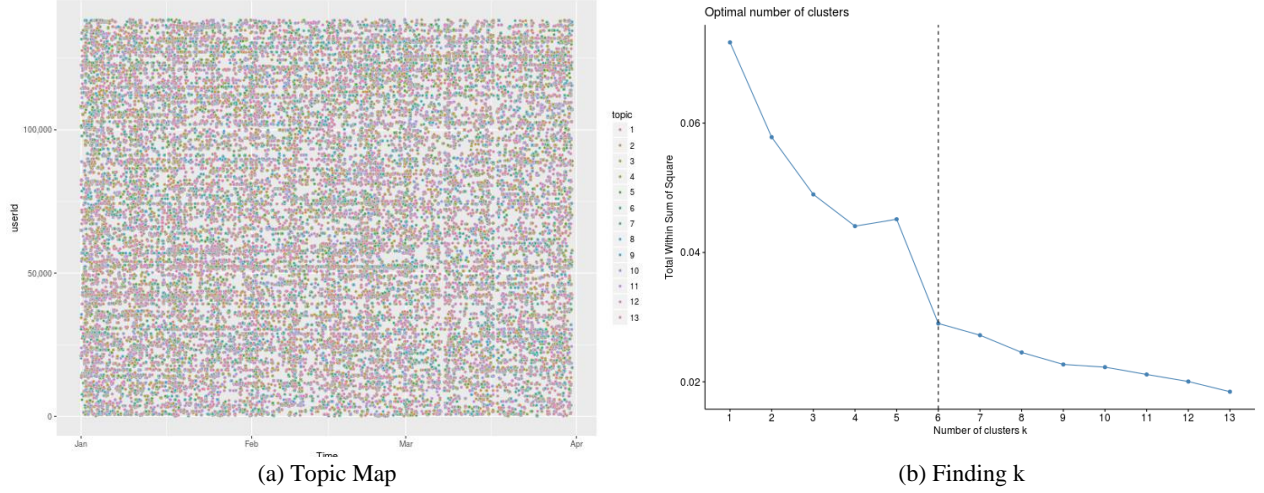 100,000
50,000
0
userId
Jan
Feb
Mar
Apr
Time
topic
1
2
3
4
5
6
7
8
9
10
11
12
13
(a) Topic Map
Optimal number of clusters
0.06
0.04
0.02
Total Within Sum of Square
1 2 3 4 5 6 7 8 9 10 11 12 13
Number of clusters k
(b) Finding k